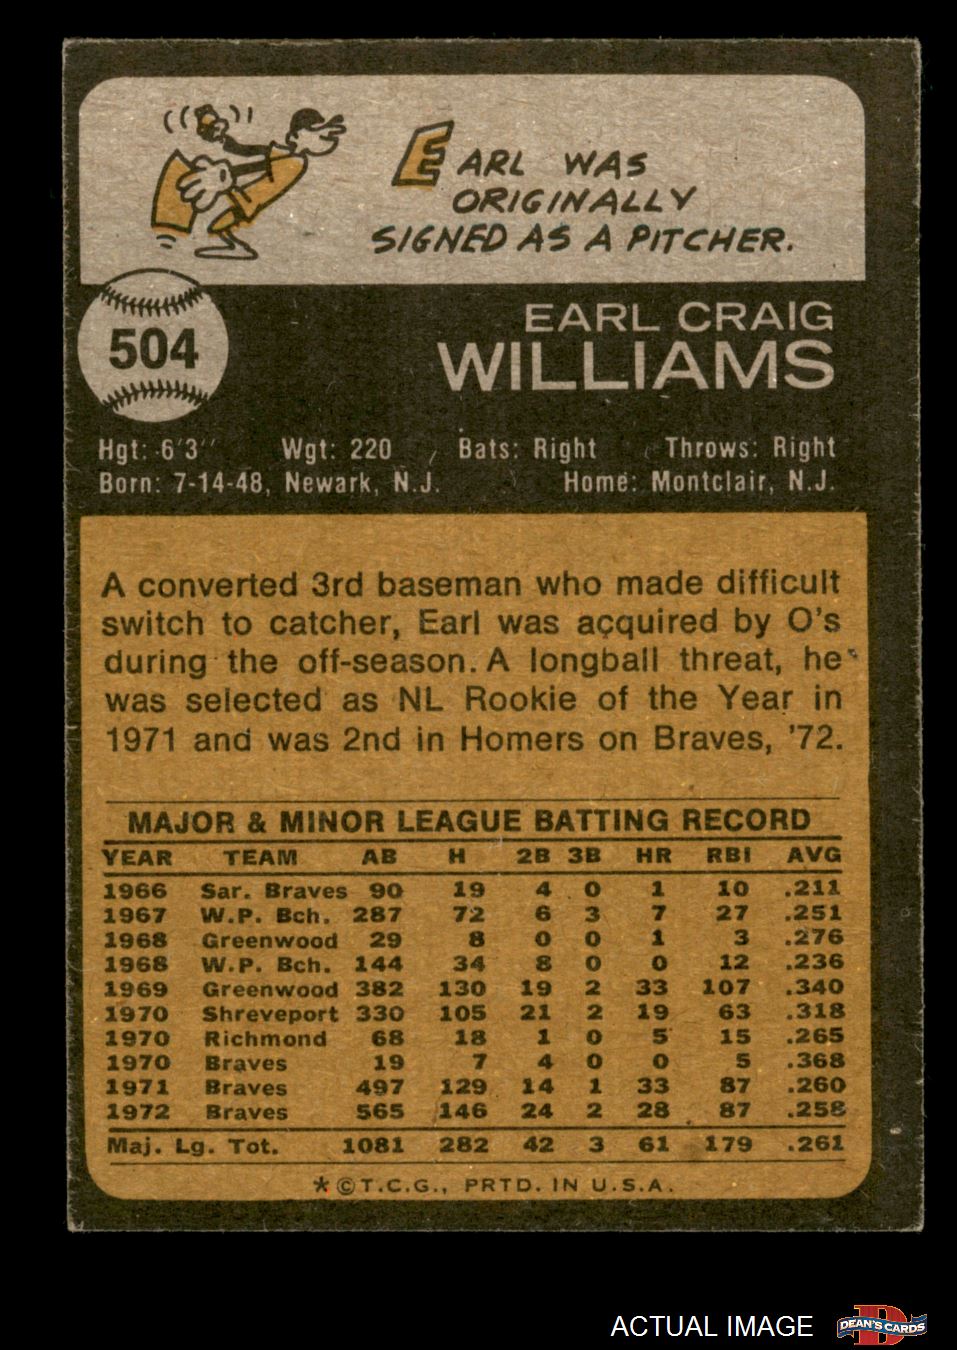 EARL WAS
ORIGINALLY
SIGNED AS A PITCHER.
504
EARL CRAIG
WILLIAMS
Hgt: 6'3'' Wgt: 220 Bats: Right Throws: Right
Born: 7-14-48, Newark, N.J. Home: Montclair, N.J.
A converted 3rd baseman who made difficult
switch to catcher, Earl was acquired by O's
during the off-season. A longball threat, he
was selected as NL Rookie of the Year in
1971 and was 2nd in Homers on Braves, '72.
MAJOR & MINOR LEAGUE BATTING RECORD
YEAR TEAM AB H 2B 3B HR RBI AVG
1966 Sar. Braves 90 19 4 0 1 10 .211
1967 W.P. Bch. 287 72 6 3 7 27 .251
1968 Greenwood 29 8 0 0 1 3 .276
1968 W.P. Bch. 144 34 8 0 0 12 .236
1969 Greenwood 382 130 19 2 33 107 .340
1970 Shreveport 330 105 21 2 19 63 .318
1970 Richmond 68 18 1 0 5 15 .265
1970 Braves 19 7 4 0 0 5 .368
1971 Braves 497 129 14 1 33 87 .260
1972 Braves 565 146 24 2 28 87 .258
Maj. Lg. Tot. 1081 282 42 3 61 179 .261
*©T.C.G., PRTD. IN U.S.A.
ACTUAL IMAGE
D
DEAN'S CARDS